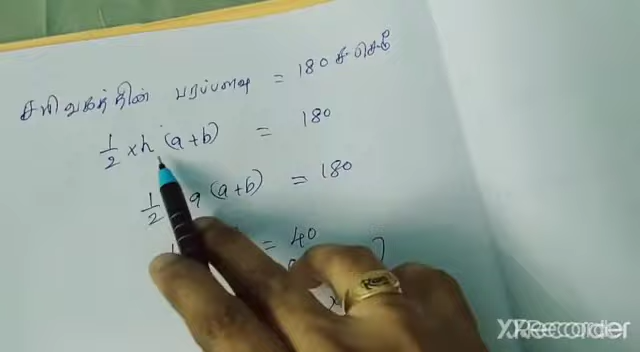 சரிவகத்தின் பரப்பளவு = 180 ச செமீ
1/2 × h (a+b) = 180
1/2 9 (a+b) = 180
= 40
XRecorder